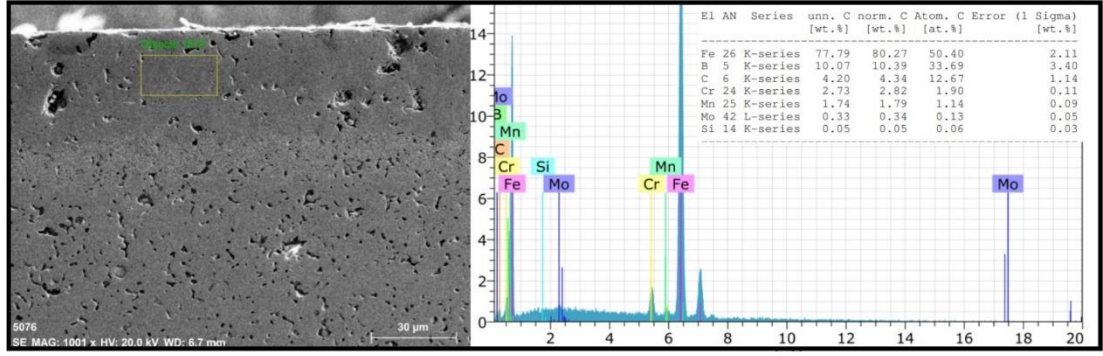 5076
30 µm
SE MAG: 1001 x HV: 20.0 kV WD: 6.7 mm
El AN Series unn. C norm. C Atom. C Error (1 Sigma)
[wt.%] [wt.%] [at.%] [wt.%]
Fe 26 K-series 77.79 80.27 50.40 2.11
B 5 K-series 10.07 10.39 33.69 3.40
C 6 K-series 4.20 4.34 12.67 1.14
Cr 24 K-series 2.73 2.82 1.90 0.11
Mn 25 K-series 1.74 1.79 1.14 0.09
Mo 42 L-series 0.33 0.34 0.13 0.05
Si 14 K-series 0.05 0.05 0.06 0.03
14
12
10
8
6
4
2
0
Mo
B
Mn
C
Cr
Fe
Si
Mo
Mn
Cr
Fe
Mo
2 4 6 8 10 12 14 16 18 20